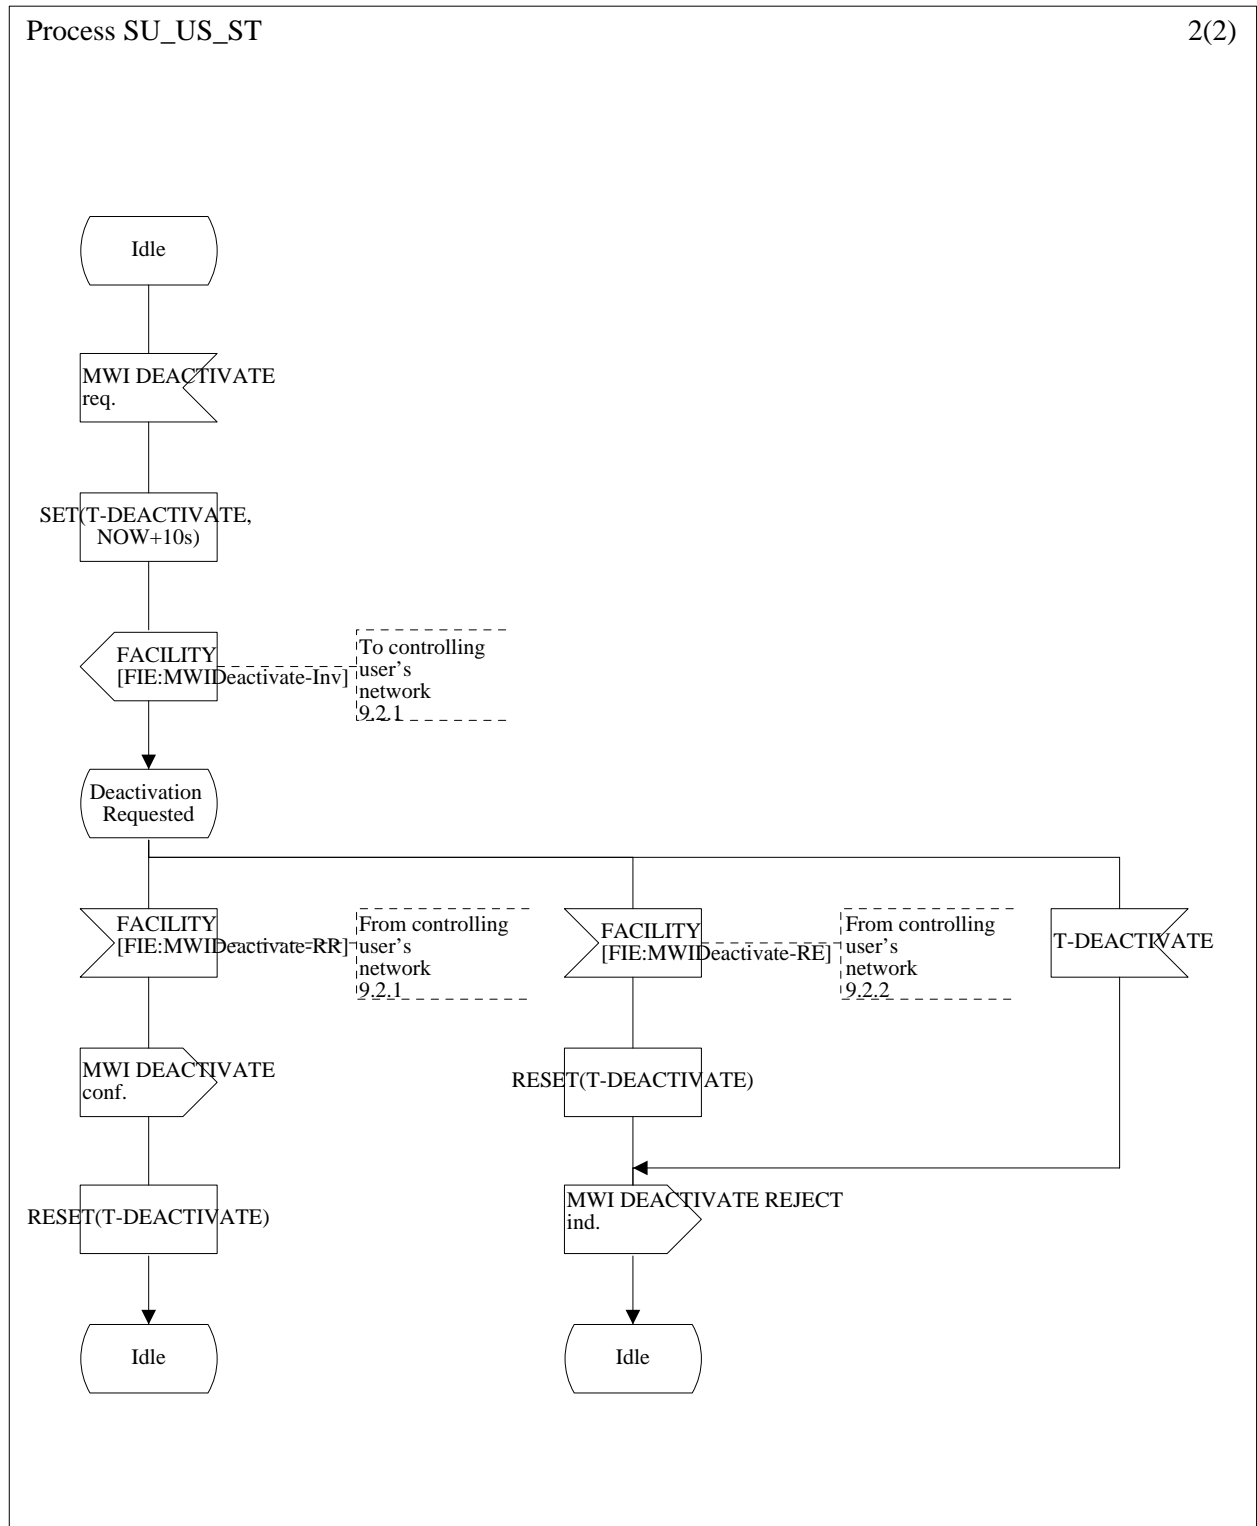 Process SU_US_ST
2(2)
Idle
MWI DEACTIVATE
req.
SET(T-DEACTIVATE,
NOW+10s)
FACILITY
[FIE:MWIDeactivate-Inv]
To controlling
user's
network
9.2.1
Deactivation
Requested
FACILITY
[FIE:MWIDeactivate-RR]
From controlling
user's
network
9.2.1
FACILITY
[FIE:MWIDeactivate-RE]
From controlling
user's
network
9.2.2
T-DEACTIVATE
MWI DEACTIVATE
conf.
RESET(T-DEACTIVATE)
RESET(T-DEACTIVATE)
MWI DEACTIVATE REJECT
ind.
Idle
Idle